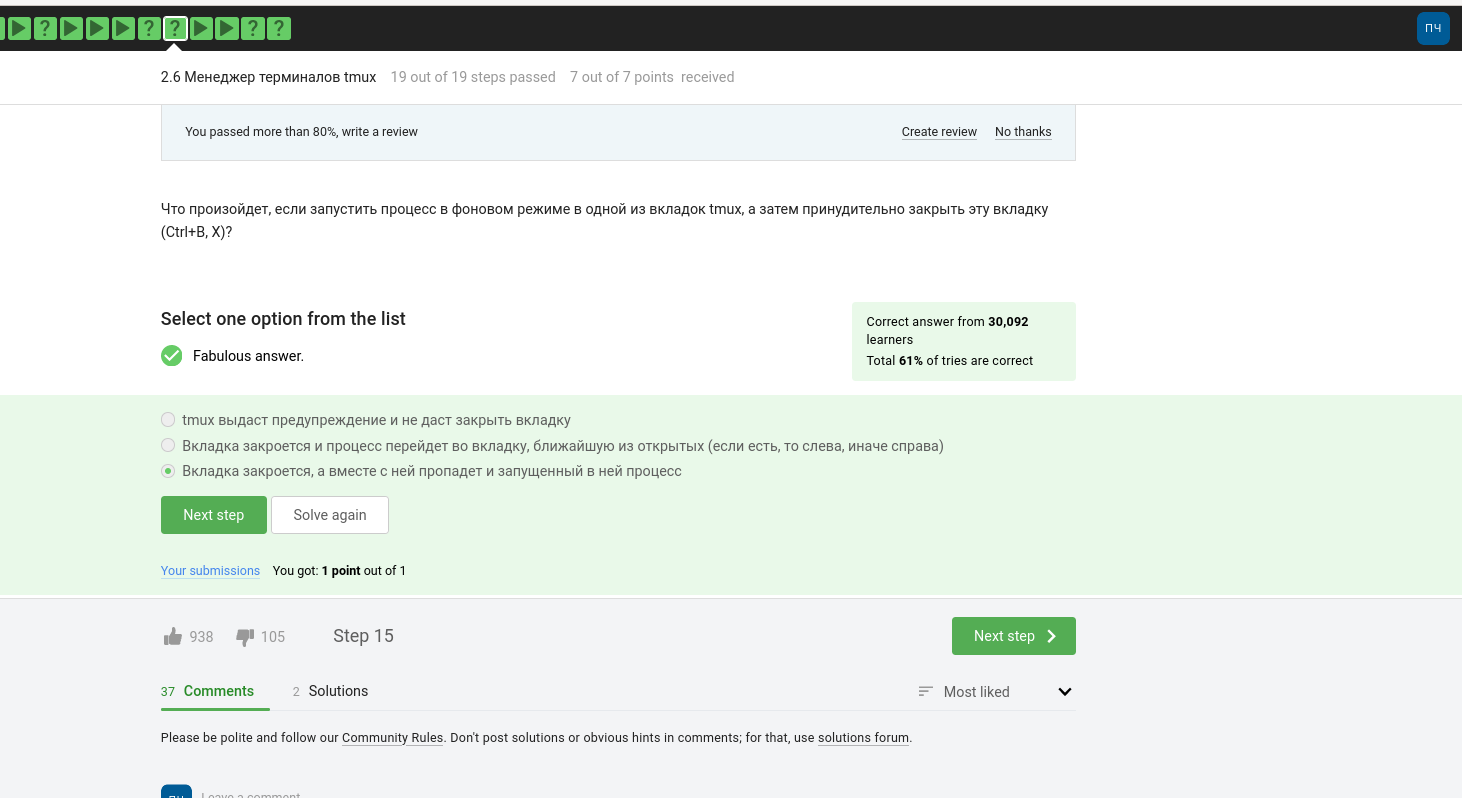 ? ? ? ? ?
ПЧ
2.6 Менеджер терминалов tmux 19 out of 19 steps passed 7 out of 7 points received
You passed more than 80%, write a review Create review No thanks
Что произойдет, если запустить процесс в фоновом режиме в одной из вкладок tmux, а затем принудительно закрыть эту вкладку
(Ctrl+B, X)?
Select one option from the list
Fabulous answer.
Correct answer from 30,092
learners
Total 61% of tries are correct
tmux выдаст предупреждение и не даст закрыть вкладку
Вкладка закроется и процесс перейдет во вкладку, ближайшую из открытых (если есть, то слева, иначе справа)
Вкладка закроется, а вместе с ней пропадет и запущенный в ней процесс
Next step Solve again
Your submissions You got: 1 point out of 1
938 105 Step 15 Next step
37 Comments 2 Solutions Most liked
Please be polite and follow our Community Rules. Don't post solutions or obvious hints in comments; for that, use solutions forum.
ПЧ Leave a comment